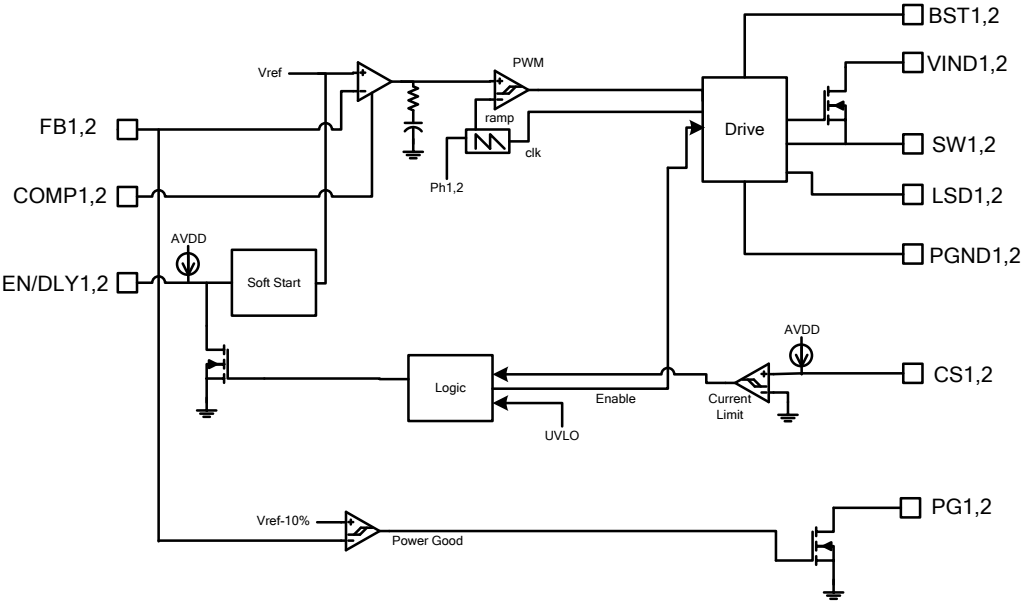 BST1,2
VIND1,2
PWM
Vref
FB1,2
ramp
Drive
SW1,2
clk
Ph1,2
COMP1,2
LSD1,2
AVDD
PGND1,2
EN/DLY1,2
Soft Start
AVDD
CS1,2
Logic
Enable
Current
Limit
UVLO
PG1,2
Vref-10%
Power Good